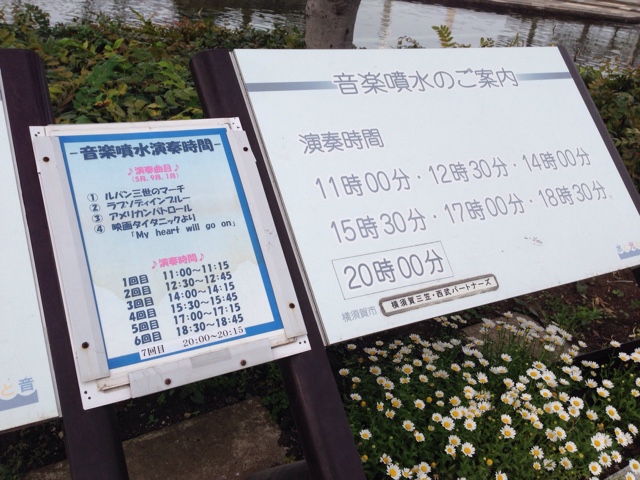 -音楽噴水演奏時間-
♪演奏曲目♪
(5月、9月、1月)
① ルパン三世のマーチ
② ラプソディインブルー
③ アメリカンパトロール
④ 映画タイタニックより
「My heart will go on」
♪演奏時間♪
1回目 11:00~11:15
2回目 12:30~12:45
3回目 14:00~14:15
4回目 15:30~15:45
5回目 17:00~17:15
6回目 18:30~18:45
7回目 20:00~20:15
音楽噴水のご案内
演奏時間
11時00分・12時30分・14時00分
15時30分・17時00分・18時30分
20時00分
横須賀市 横須賀三笠・西武パートナーズ
と音